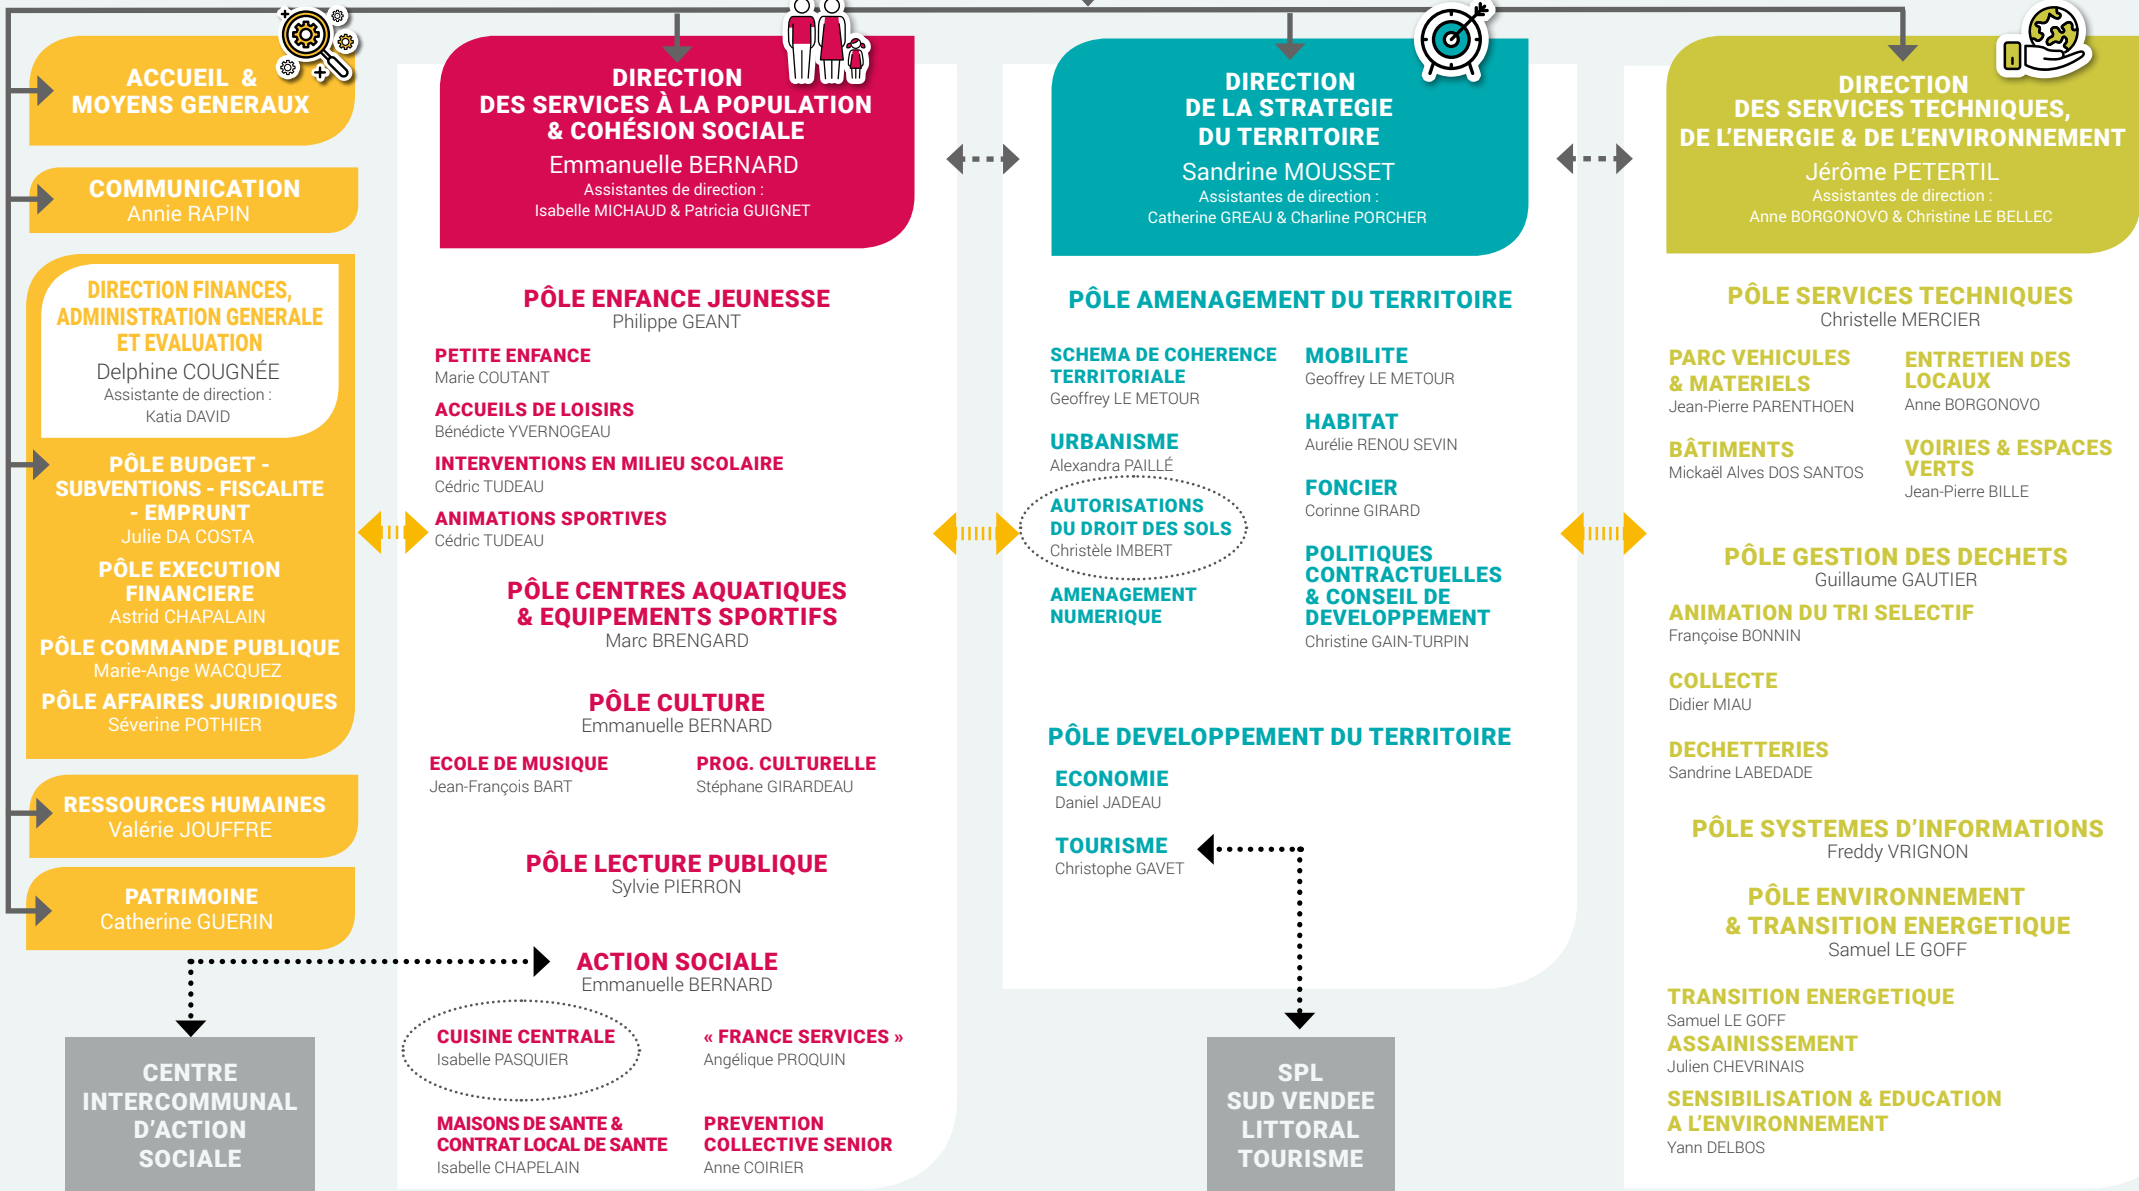 ACCUEIL &
MOYENS GENERAUX
COMMUNICATION
Annie RAPIN
DIRECTION FINANCES,
ADMINISTRATION GENERALE
ET EVALUATION
Delphine COUGNÉE
Assistante de direction :
Katia DAVID
PÔLE BUDGET -
SUBVENTIONS - FISCALITE
- EMPRUNT
Julie DA COSTA
PÔLE EXECUTION
FINANCIERE
Astrid CHAPALAIN
PÔLE COMMANDE PUBLIQUE
Marie-Ange WACQUEZ
PÔLE AFFAIRES JURIDIQUES
Séverine POTHIER
RESSOURCES HUMAINES
Valérie JOUFFRE
PATRIMOINE
Catherine GUERIN
CENTRE
INTERCOMMUNAL
D'ACTION
SOCIALE
DIRECTION
DES SERVICES À LA POPULATION
& COHÉSION SOCIALE
Emmanuelle BERNARD
Assistantes de direction :
Isabelle MICHAUD & Patricia GUIGNET
PÔLE ENFANCE JEUNESSE
Philippe GEANT
PETITE ENFANCE
Marie COUTANT
ACCUEILS DE LOISIRS
Bénédicte YVERNOGEAU
INTERVENTIONS EN MILIEU SCOLAIRE
Cédric TUDEAU
ANIMATIONS SPORTIVES
Cédric TUDEAU
PÔLE CENTRES AQUATIQUES
& EQUIPEMENTS SPORTIFS
Marc BRENGARD
PÔLE CULTURE
Emmanuelle BERNARD
ECOLE DE MUSIQUE
Jean-François BART
PROG. CULTURELLE
Stéphane GIRARDEAU
PÔLE LECTURE PUBLIQUE
Sylvie PIERRON
ACTION SOCIALE
Emmanuelle BERNARD
CUISINE CENTRALE
Isabelle PASQUIER
« FRANCE SERVICES »
Angélique PROQUIN
MAISONS DE SANTE &
CONTRAT LOCAL DE SANTE
Isabelle CHAPELAIN
PREVENTION
COLLECTIVE SENIOR
Anne COIRIER
DIRECTION
DE LA STRATEGIE
DU TERRITOIRE
Sandrine MOUSSET
Assistantes de direction :
Catherine GREAU & Charline PORCHER
PÔLE AMENAGEMENT DU TERRITOIRE
SCHEMA DE COHERENCE
TERRITORIALE
Geoffrey LE METOUR
URBANISME
Alexandra PAILLÉ
AUTORISATIONS
DU DROIT DES SOLS
Christèle IMBERT
AMENAGEMENT
NUMERIQUE
MOBILITE
Geoffrey LE METOUR
HABITAT
Aurélie RENOU SEVIN
FONCIER
Corinne GIRARD
POLITIQUES
CONTRACTUELLES
& CONSEIL DE
DEVELOPPEMENT
Christine GAIN-TURPIN
PÔLE DEVELOPPEMENT DU TERRITOIRE
ECONOMIE
Daniel JADEAU
TOURISME
Christophe GAVET
SPL
SUD VENDEE
LITTORAL
TOURISME
DIRECTION
DES SERVICES TECHNIQUES,
DE L'ENERGIE & DE L'ENVIRONNEMENT
Jérôme PETERTIL
Assistantes de direction :
Anne BORGONOVO & Christine LE BELLEC
PÔLE SERVICES TECHNIQUES
Christelle MERCIER
PARC VEHICULES
& MATERIELS
Jean-Pierre PARENTHOEN
ENTRETIEN DES
LOCAUX
Anne BORGONOVO
BÂTIMENTS
Mickaël Alves DOS SANTOS
VOIRIES & ESPACES
VERTS
Jean-Pierre BILLE
PÔLE GESTION DES DECHETS
Guillaume GAUTIER
ANIMATION DU TRI SELECTIF
Françoise BONNIN
COLLECTE
Didier MIAU
DECHETTERIES
Sandrine LABEDADE
PÔLE SYSTEMES D'INFORMATIONS
Freddy VRIGNON
PÔLE ENVIRONNEMENT
& TRANSITION ENERGETIQUE
Samuel LE GOFF
TRANSITION ENERGETIQUE
Samuel LE GOFF
ASSAINISSEMENT
Julien CHEVRINAIS
SENSIBILISATION & EDUCATION
A L'ENVIRONNEMENT
Yann DELBOS